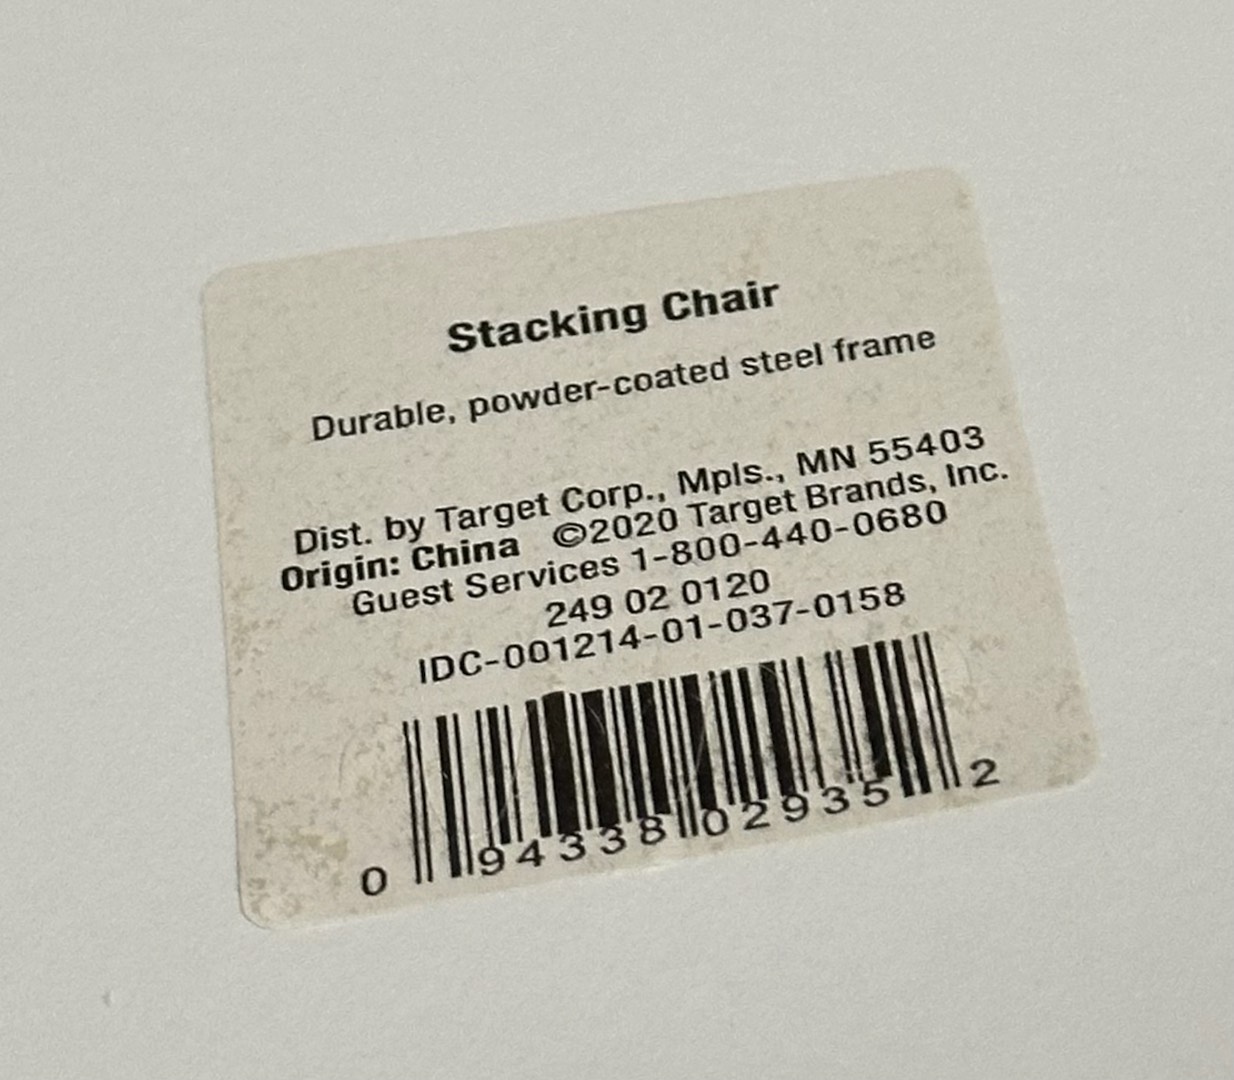 Stacking Chair
Durable, powder-coated steel frame
Dist. by Target Corp., Mpls., MN 55403
Origin: China ©2020 Target Brands, Inc.
Guest Services 1-800-440-0680
249 02 0120
IDC-001214-01-037-0158
0 94338 02935 2